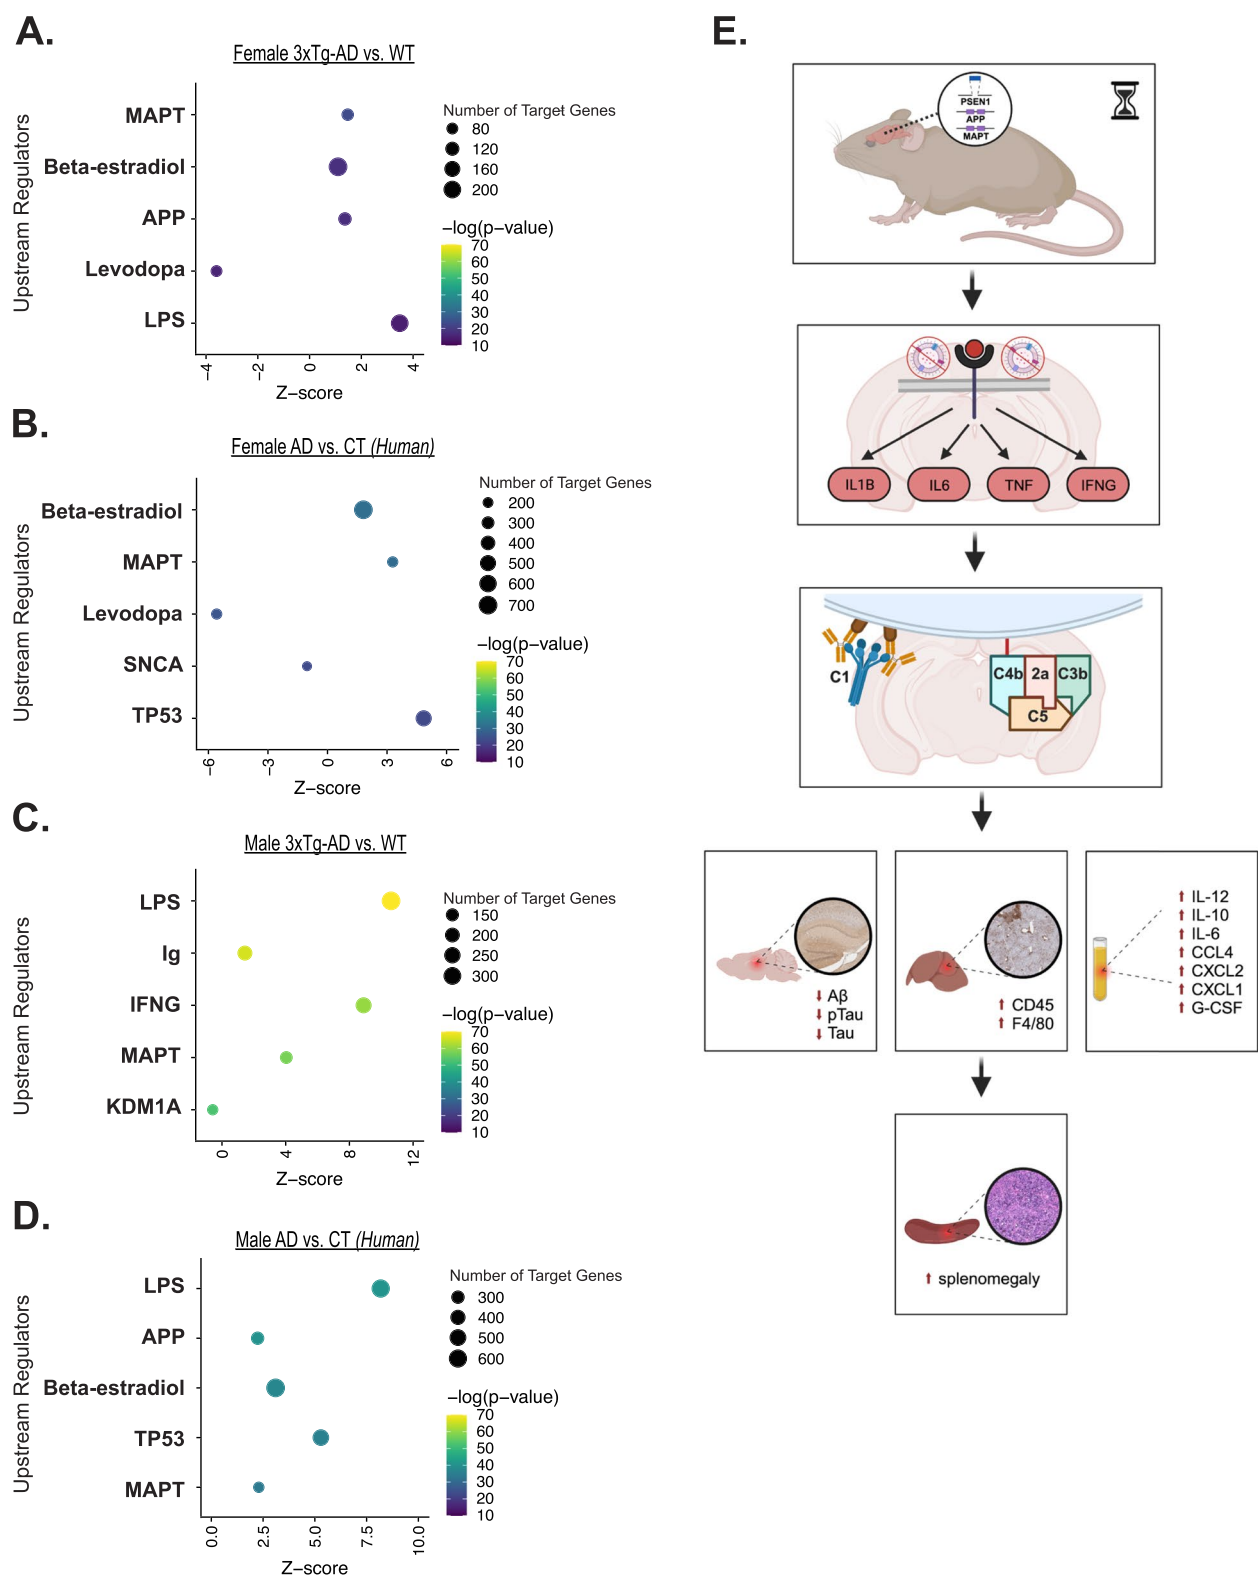 A.
Female 3xTg-AD vs. WT
Upstream Regulators
MAPT
Beta-estradiol
APP
Levodopa
LPS
−4
−2
0
2
4
Z−score
Number of Target Genes
80
120
160
200
−log(p−value)
70
60
50
40
30
20
10
B.
Female AD vs. CT (Human)
Upstream Regulators
Beta-estradiol
MAPT
Levodopa
SNCA
TP53
−6
−3
0
3
6
Z−score
Number of Target Genes
200
300
400
500
600
700
−log(p−value)
70
60
50
40
30
20
10
C.
Male 3xTg-AD vs. WT
Upstream Regulators
LPS
Ig
IFNG
MAPT
KDM1A
0
4
8
12
Z−score
Number of Target Genes
150
200
250
300
−log(p−value)
70
60
50
40
30
20
10
D.
Male AD vs. CT (Human)
Upstream Regulators
LPS
APP
Beta-estradiol
TP53
MAPT
0.0
2.5
5.0
7.5
10.0
Z−score
Number of Target Genes
300
400
500
600
−log(p−value)
70
60
50
40
30
20
10
E.
PSEN1
APP
MAPT
IL1B
IL6
TNF
IFNG
C1
C4b
2a
C3b
C5
Aβ
pTau
Tau
CD45
F4/80
IL-12
IL-10
IL-6
CCL4
CXCL2
CXCL1
G-CSF
splenomegaly